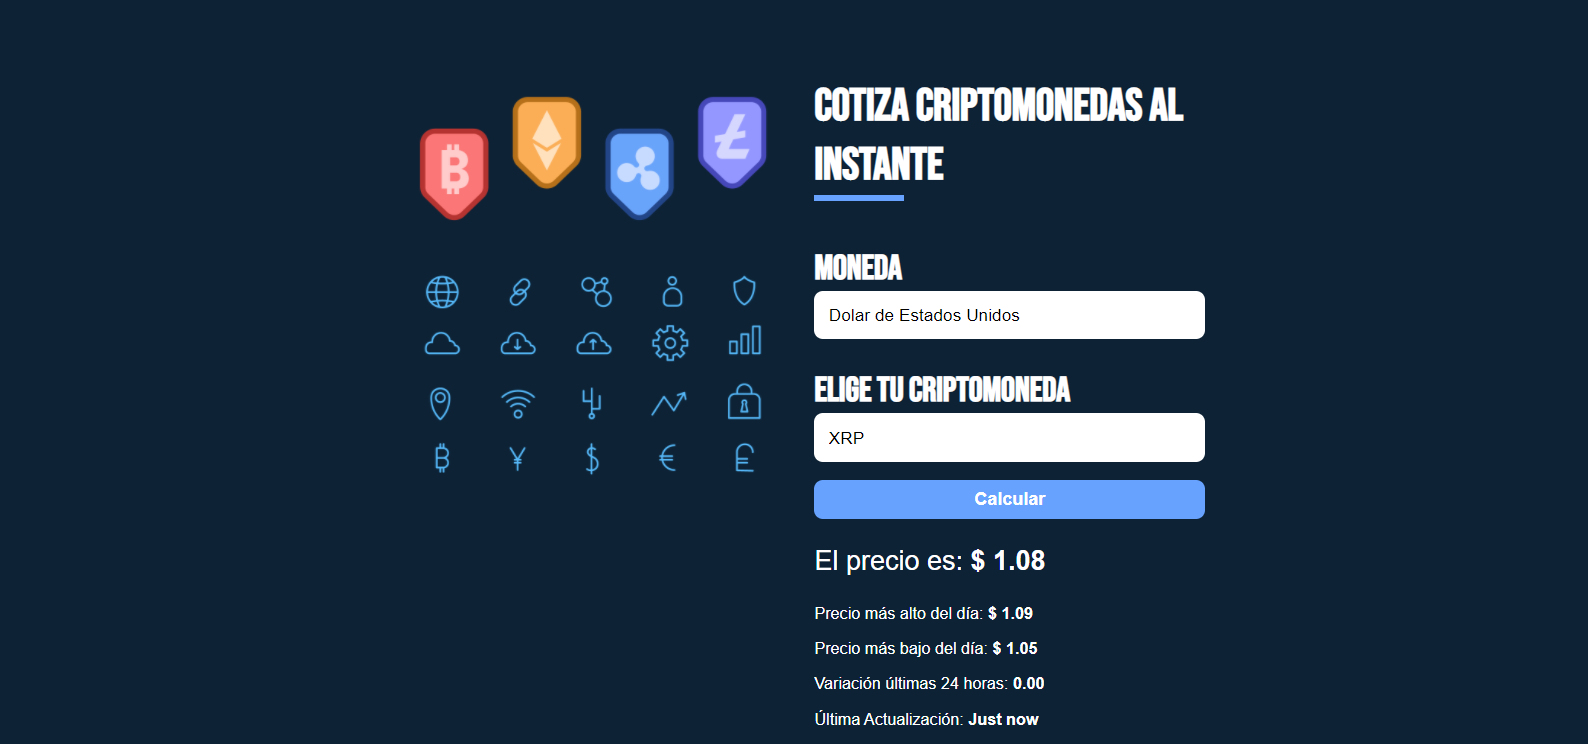 COTIZA CRIPTOMONEDAS AL
INSTANTE
MONEDA
Dolar de Estados Unidos
ELIGE TU CRIPTOMONEDA
XRP
Calcular
El precio es: $ 1.08
Precio más alto del día: $ 1.09
Precio más bajo del día: $ 1.05
Variación últimas 24 horas: 0.00
Última Actualización: Just now